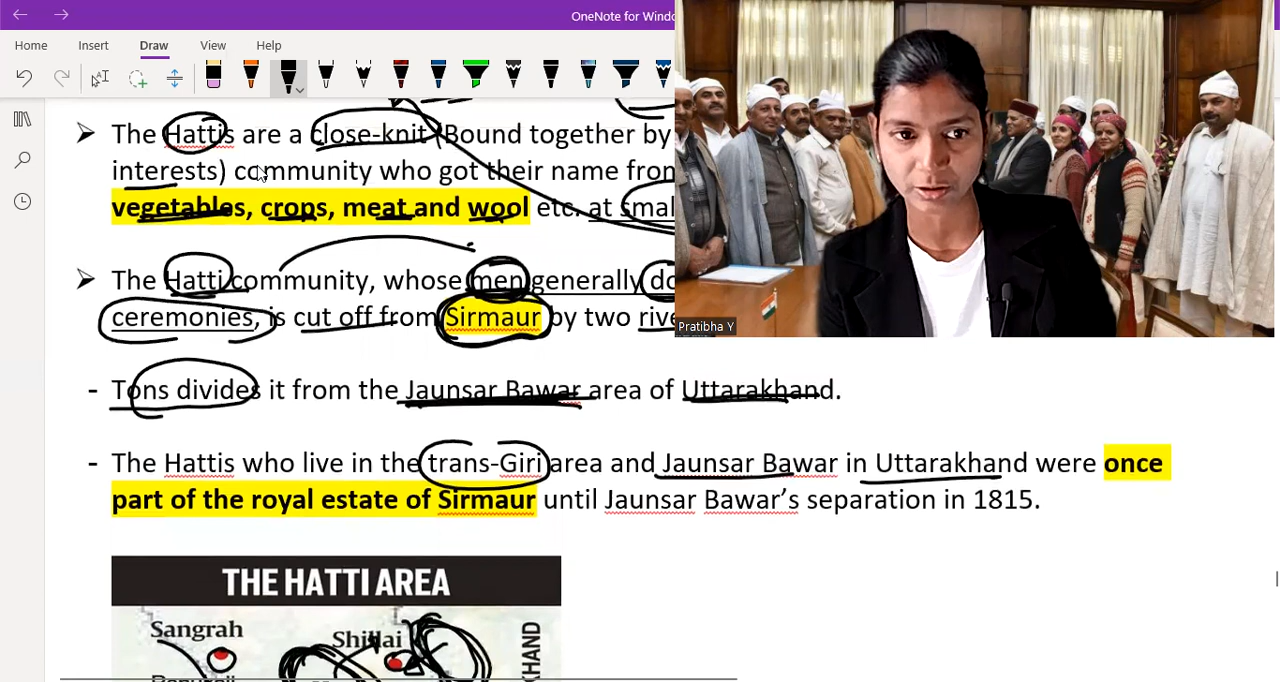 OneNote for Windo
Home Insert Draw View Help
➤ The Hattis are a close-knit (Bound together by
interests) community who got their name from
vegetables, crops, meat and wool etc. at small
➤ The Hatti community, whose men generally do
ceremonies, is cut off from Sirmaur by two rive
Pratibha Y
- Tons divides it from the Jaunsar Bawar area of Uttarakhand.
- The Hattis who live in the trans-Giri area and Jaunsar Bawar in Uttarakhand were once
part of the royal estate of Sirmaur until Jaunsar Bawar's separation in 1815.
THE HATTI AREA
Sangrah
Shillai
KHAND